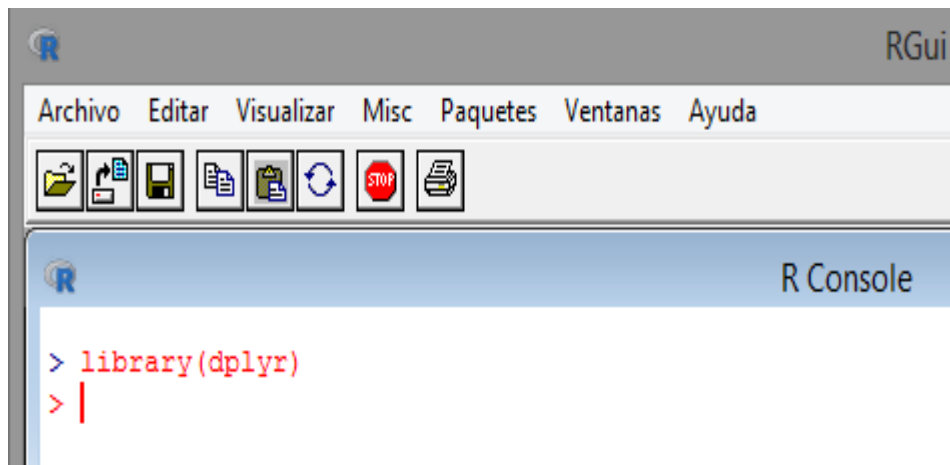 RGui
Archivo Editar Visualizar Misc Paquetes Ventanas Ayuda
STOP
R Console
> library(dplyr)
>